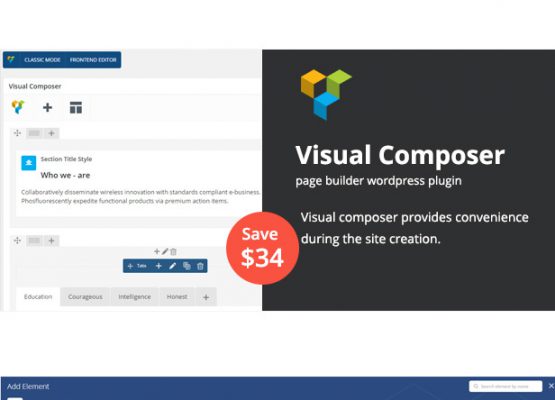 CLASSIC MODE FRONTEND EDITOR
Visual Composer
Section Title Style
Who we - are
Collaboratively disseminate wireless innovation with standards compliant e-business.
Phosfluorescently expedite functional products via premium action items.
Tabs
Education Courageous Intelligence Honest
Save
$34
Visual Composer
page builder wordpress plugin
Visual composer provides convenience
during the site creation.
Add Element
Search element by name